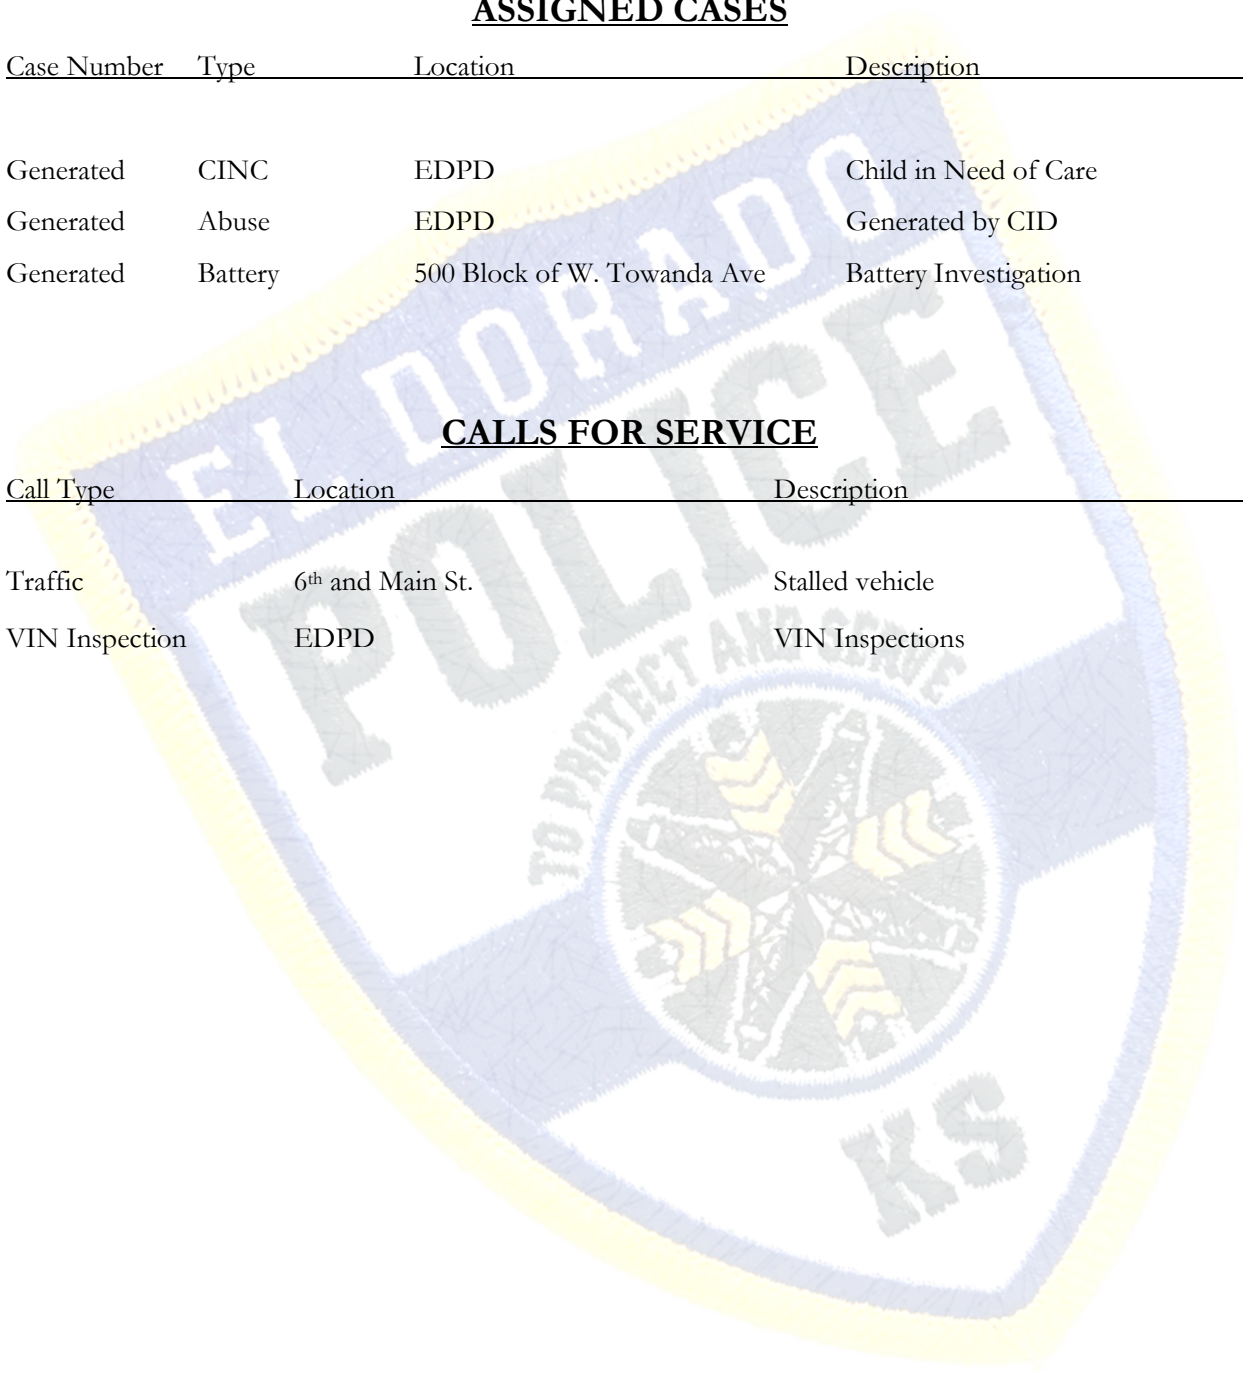 ASSIGNED CASES
Case Number Type Location Description
Generated CINC EDPD Child in Need of Care
Generated Abuse EDPD Generated by CID
Generated Battery 500 Block of W. Towanda Ave Battery Investigation
CALLS FOR SERVICE
Call Type Location Description
Traffic 6th and Main St. Stalled vehicle
VIN Inspection EDPD VIN Inspections
EL DORADO
POLICE
TO PROTECT AND SERVE
KS